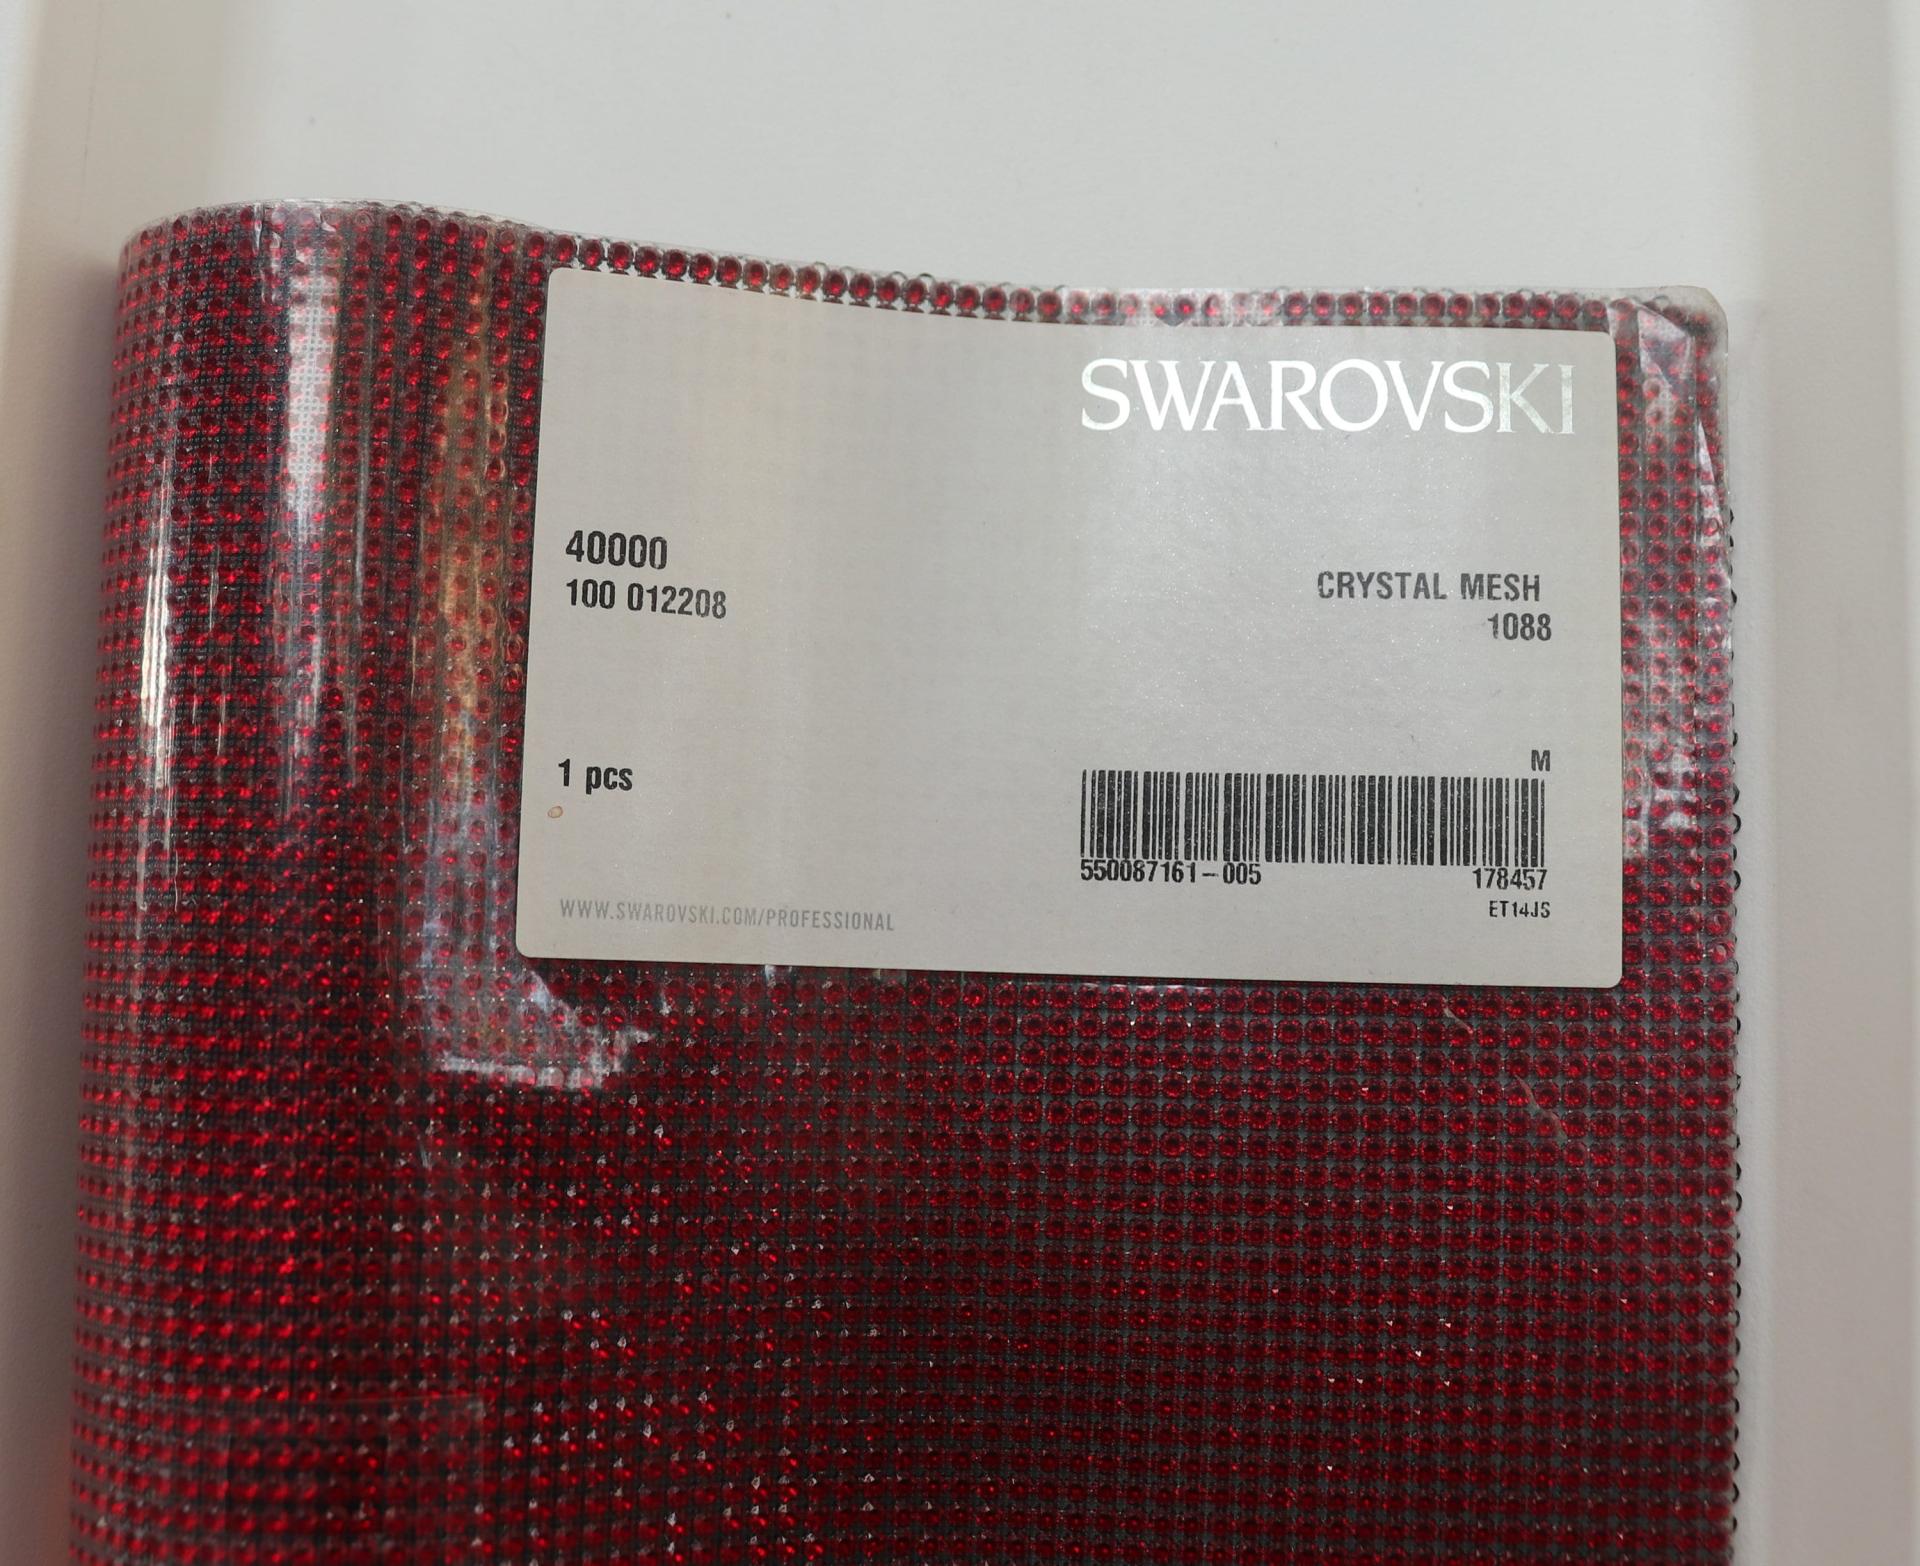 SWAROVSKI
40000
100 012208
CRYSTAL MESH
1088
1 pcs
M
550087161-005 178457
ET14JS
WWW.SWAROVSKI.COM/PROFESSIONAL